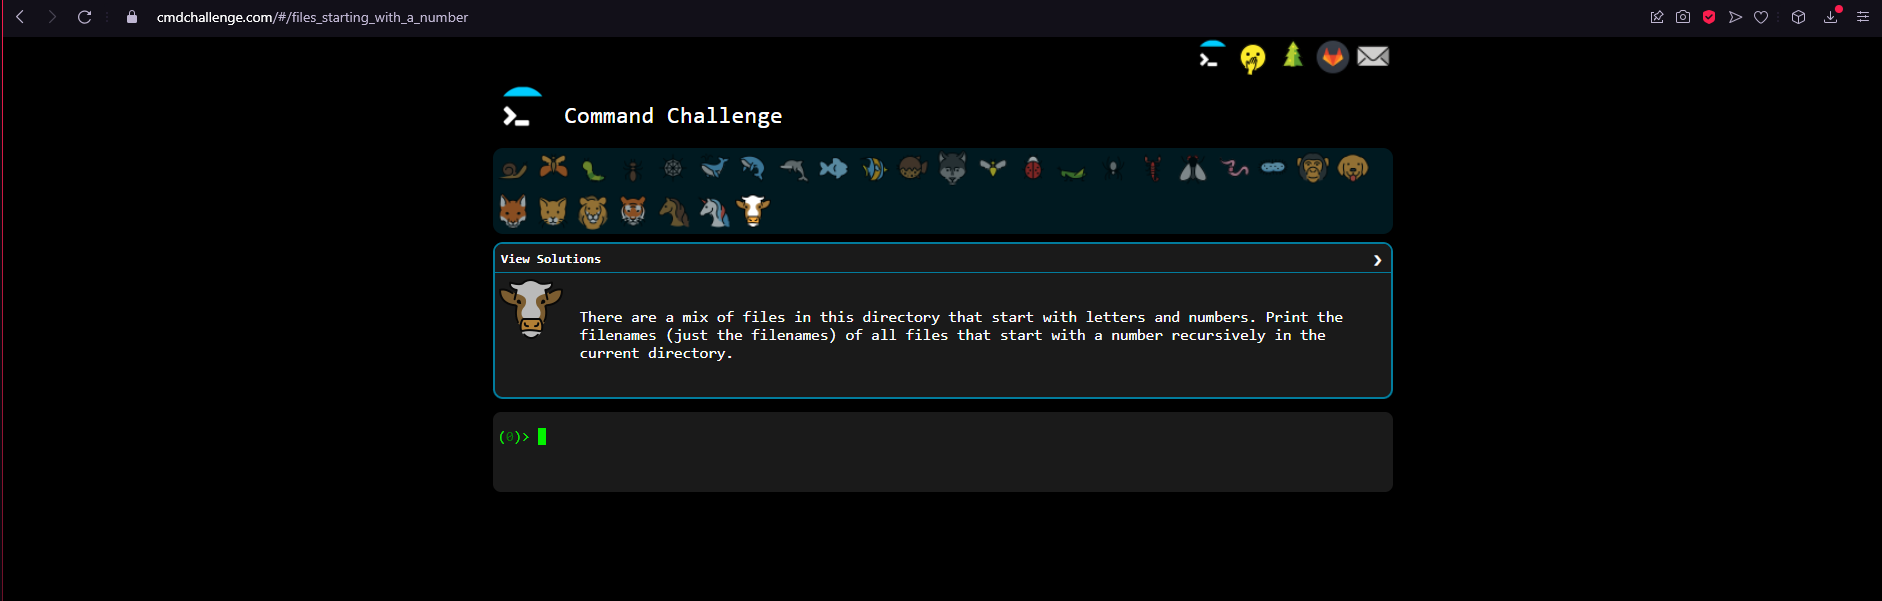 cmdchallenge.com/#/files_starting_with_a_number
Command Challenge
View Solutions
There are a mix of files in this directory that start with letters and numbers. Print the
filenames (just the filenames) of all files that start with a number recursively in the
current directory.
(0)>